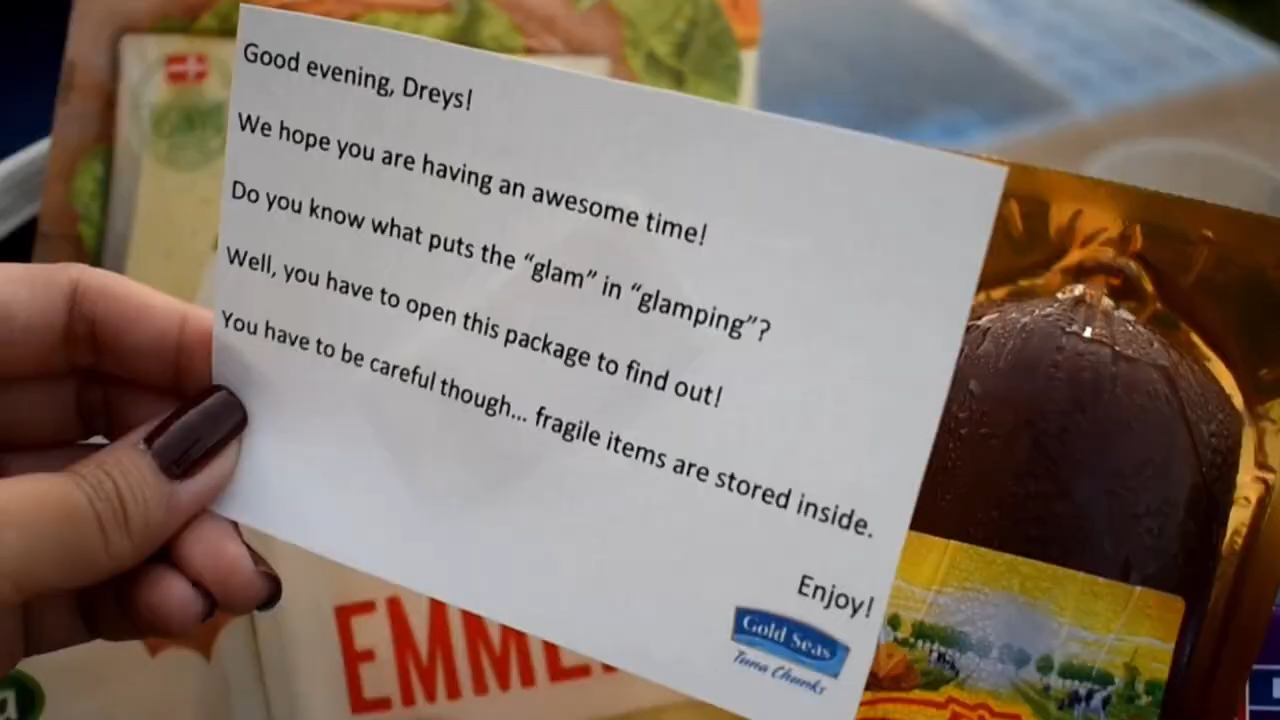 Good evening, Dreys!
We hope you are having an awesome time!
Do you know what puts the “glam” in “glamping”?
Well, you have to open this package to find out!
You have to be careful though... fragile items are stored inside.
Enjoy!
Gold Seas
Tuna Chunks